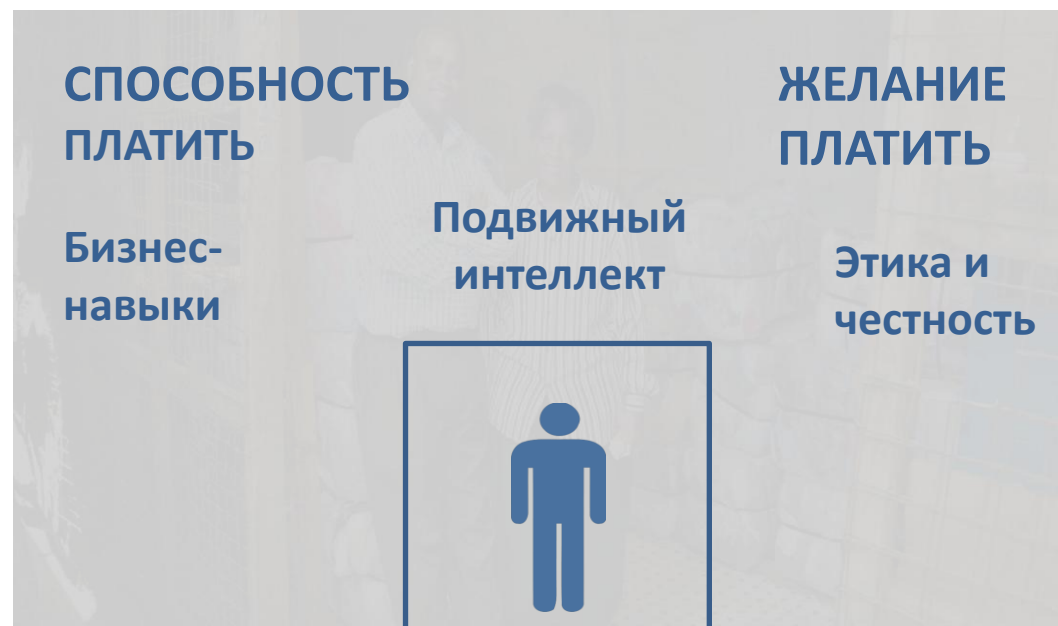 СПОСОБНОСТЬ
ПЛАТИТЬ
ЖЕЛАНИЕ
ПЛАТИТЬ
Бизнес-
навыки
Подвижный
интеллект
Этика и
честность